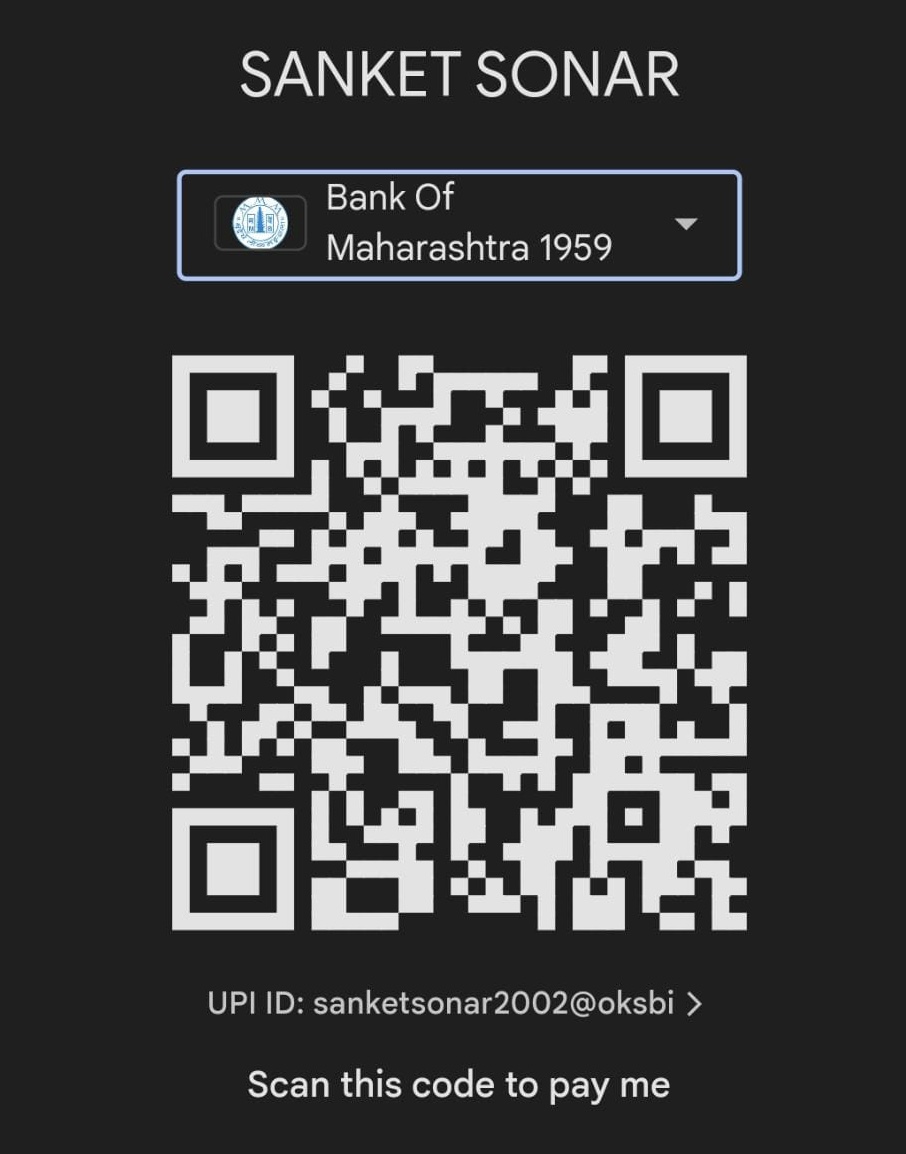 SANKET SONAR
Bank Of
Maharashtra 1959
UPI ID: sanketsonar2002@oksbi >
Scan this code to pay me